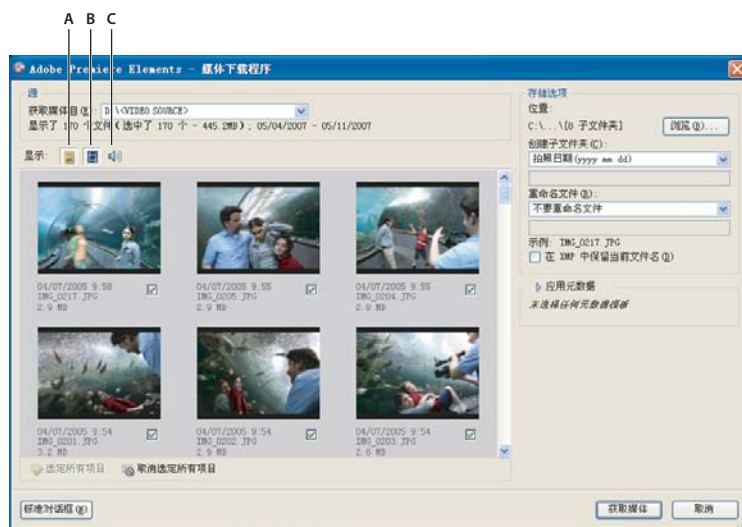 A B C
Adobe Premiere Elements - 媒体下载程序
源
获取媒体自(E): D:\<VIDEO SOURCE>
显示了 170 个文件(选中了 170 个 - 445.2MB); 05/04/2007 - 05/11/2007
显示:
04/07/2005 9:58
IMG_0217.JPG
2.9 MB
04/07/2005 9:55
IMG_0205.JPG
2.9 MB
04/07/2005 9:55
IMG_0204.JPG
2.8 MB
04/07/2005 9:54
IMG_0201.JPG
3.2 MB
04/07/2005 9:54
IMG_0202.JPG
2.9 MB
04/07/2005 9:54
IMG_0203.JPG
2.8 MB
选定所有项目 取消选定所有项目
存储选项
位置:
C:\...\[8 子文件夹] 浏览(B)...
创建子文件夹(C):
拍照日期(yyyy mm dd)
重命名文件(R):
不要重命名文件
示例: IMG_0217.JPG
在 XMP 中保留当前文件名(D)
应用元数据
未选择任何元数据模板
标准对话框(N) 获取媒体 取消